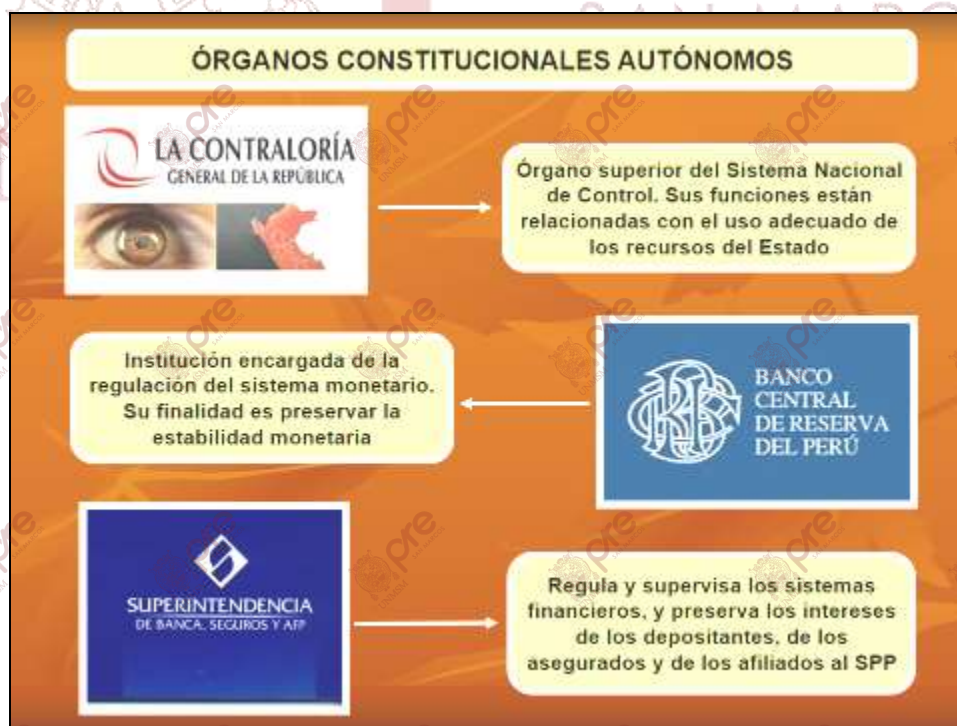 ÓRGANOS CONSTITUCIONALES AUTÓNOMOS
LA CONTRALORÍA
GENERAL DE LA REPÚBLICA
Órgano superior del Sistema Nacional
de Control. Sus funciones están
relacionadas con el uso adecuado de
los recursos del Estado
Institución encargada de la
regulación del sistema monetario.
Su finalidad es preservar la
estabilidad monetaria
BANCO
CENTRAL
DE RESERVA
DEL PERÚ
SUPERINTENDENCIA
DE BANCA, SEGUROS Y AFP
Regula y supervisa los sistemas
financieros, y preserva los intereses
de los depositantes, de los
asegurados y de los afiliados al SPP